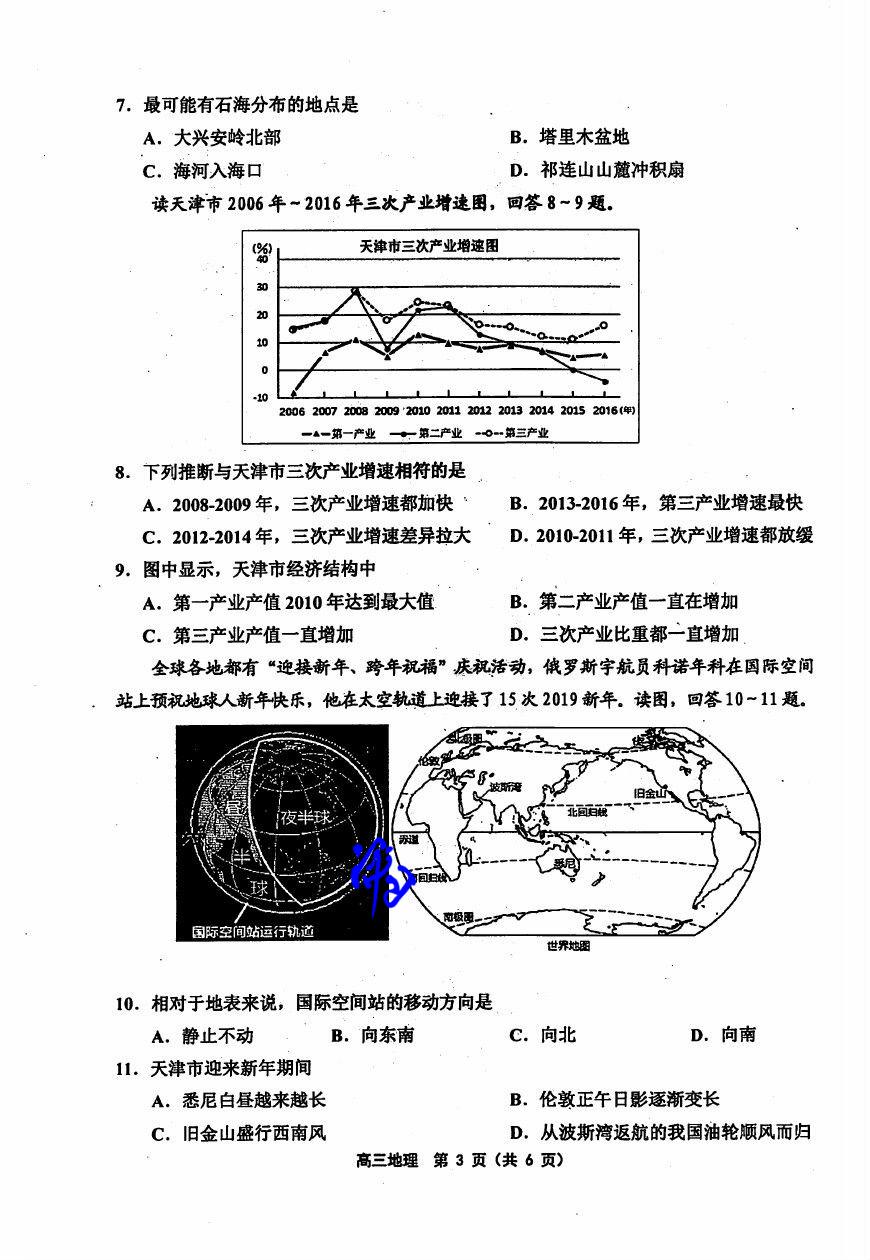 7．最可能有石海分布的地点是
A．大兴安岭北部 B．塔里木盆地
C．海河入海口 D．祁连山山麓冲积扇
读天津市 2006 年～2016 年三次产业增速图，回答 8～9 题。
(%) 天津市三次产业增速图
40
30
20
10
0
-10
2006 2007 2008 2009 2010 2011 2012 2013 2014 2015 2016(年)
第一产业 第二产业 第三产业
8．下列推断与天津市三次产业增速相符的是
A．2008-2009 年，三次产业增速都加快 B．2013-2016 年，第三产业增速最快
C．2012-2014 年，三次产业增速差异拉大 D．2010-2011 年，三次产业增速都放缓
9．图中显示，天津市经济结构中
A．第一产业产值 2010 年达到最大值 B．第二产业产值一直在增加
C．第三产业产值一直增加 D．三次产业比重都一直增加
全球各地都有“迎接新年、跨年祝福”庆祝活动，俄罗斯宇航员科诺年科在国际空间
站上预祝地球人新年快乐，他在太空轨道上迎接了 15 次 2019 新年。读图，回答 10～11 题。
昼
半
球
夜半球
国际空间站运行轨道
北极圈
伦敦
波斯湾
旧金山
北回归线
赤道
悉尼
回归线
南极圈
世界地图
10．相对于地表来说，国际空间站的移动方向是
A．静止不动 B．向东南 C．向北 D．向南
11．天津市迎来新年期间
A．悉尼白昼越来越长 B．伦敦正午日影逐渐变长
C．旧金山盛行西南风 D．从波斯湾返航的我国油轮顺风而归
高三地理 第 3 页（共 6 页）